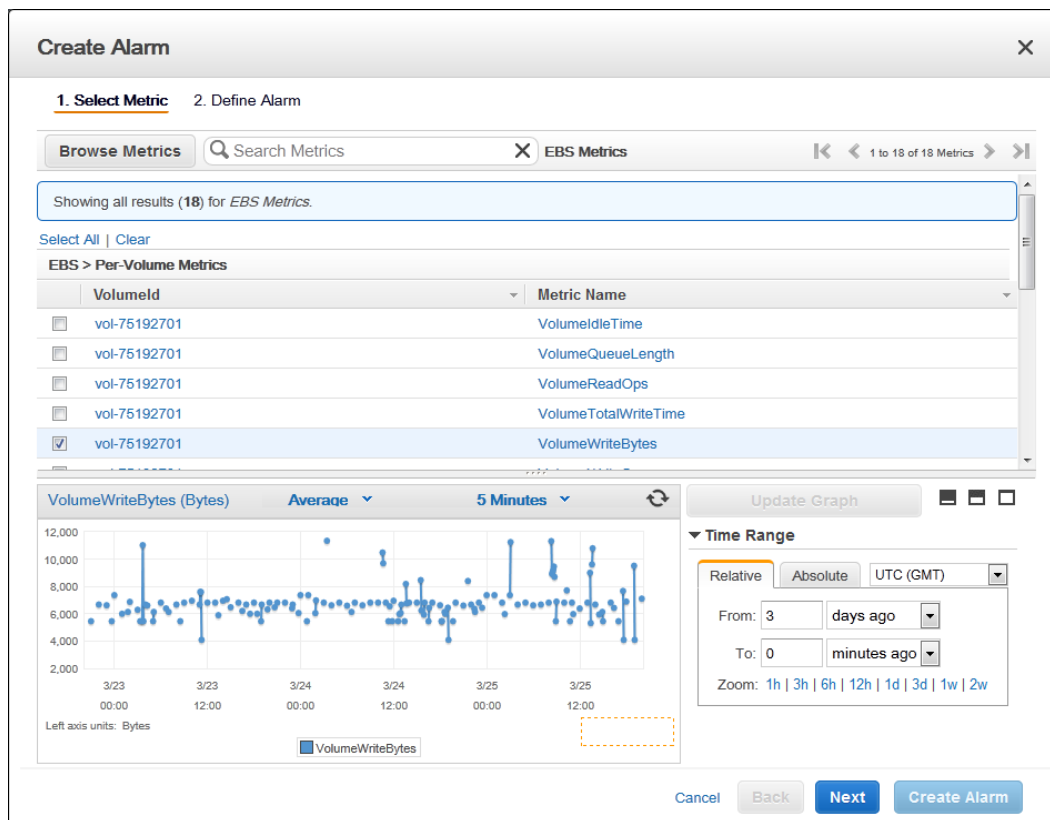 Create Alarm
1. Select Metric 2. Define Alarm
Browse Metrics Search Metrics EBS Metrics 1 to 18 of 18 Metrics
Showing all results (18) for EBS Metrics.
Select All | Clear
EBS > Per-Volume Metrics
VolumeId Metric Name
vol-75192701 VolumeIdleTime
vol-75192701 VolumeQueueLength
vol-75192701 VolumeReadOps
vol-75192701 VolumeTotalWriteTime
vol-75192701 VolumeWriteBytes
VolumeWriteBytes (Bytes) Average 5 Minutes
12,000
10,000
8,000
6,000
4,000
2,000
3/23 3/23 3/24 3/24 3/25 3/25
00:00 12:00 00:00 12:00 00:00 12:00
Left axis units: Bytes
VolumeWriteBytes
Update Graph
Time Range
Relative Absolute UTC (GMT)
From: 3 days ago
To: 0 minutes ago
Zoom: 1h | 3h | 6h | 12h | 1d | 3d | 1w | 2w
Cancel Back Next Create Alarm